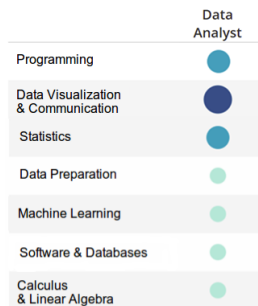 Data
Analyst
Programming
Data Visualization
& Communication
Statistics
Data Preparation
Machine Learning
Software & Databases
Calculus
& Linear Algebra